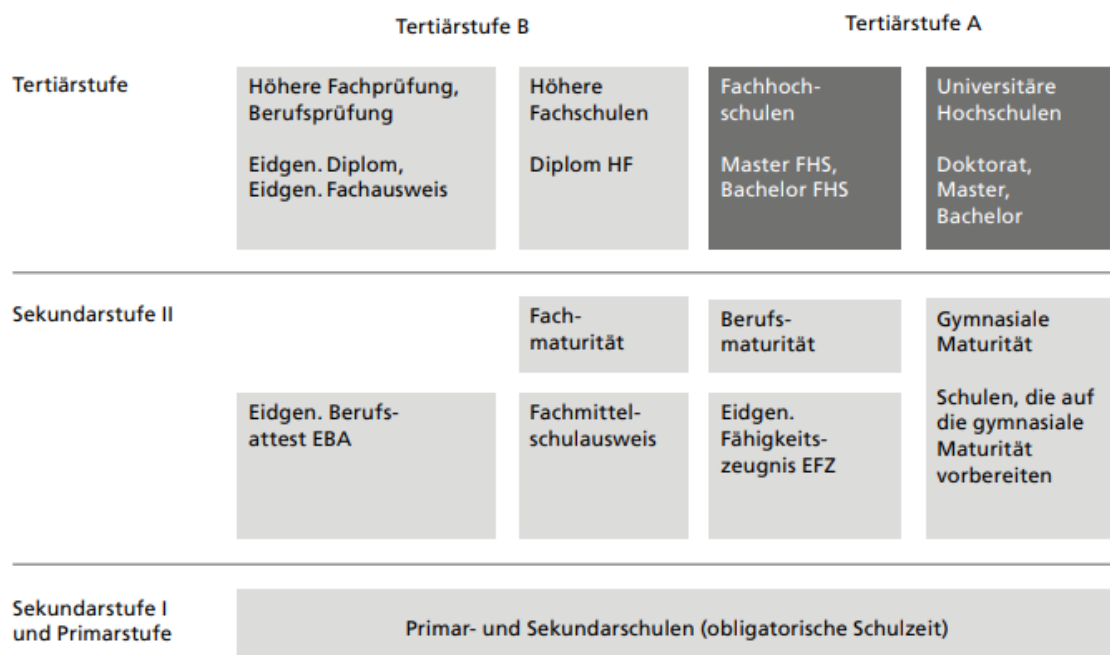 Tertiärstufe B
Tertiärstufe A
Tertiärstufe
Höhere Fachprüfung,
Berufsprüfung
Eidgen. Diplom,
Eidgen. Fachausweis
Höhere
Fachschulen
Diplom HF
Fachhoch-
schulen
Master FHS,
Bachelor FHS
Universitäre
Hochschulen
Doktorat,
Master,
Bachelor
Sekundarstufe II
Fach-
maturität
Berufs-
maturität
Gymnasiale
Maturität
Schulen, die auf
die gymnasiale
Maturität
vorbereiten
Eidgen. Berufs-
attest EBA
Fachmittel-
schulausweis
Eidgen.
Fähigkeits-
zeugnis EFZ
Sekundarstufe I
und Primarstufe
Primar- und Sekundarschulen (obligatorische Schulzeit)